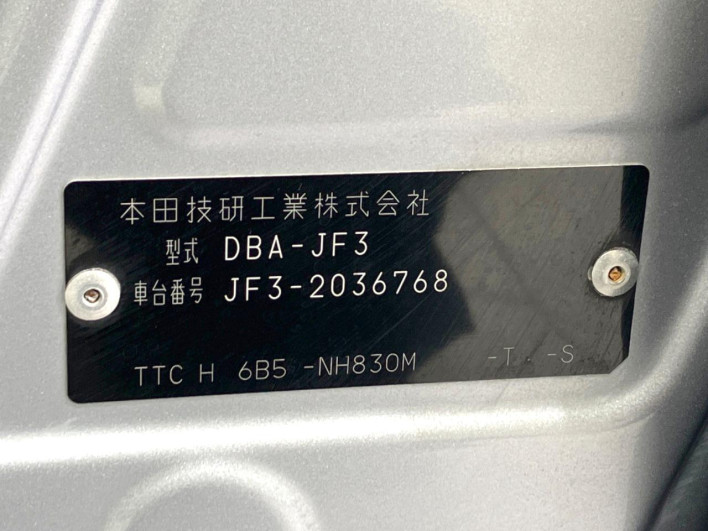 本田技研工業株式会社
型式 DBA-JF3
車台番号 JF3-2036768
TTC H 6B5 -NH830M -T -S